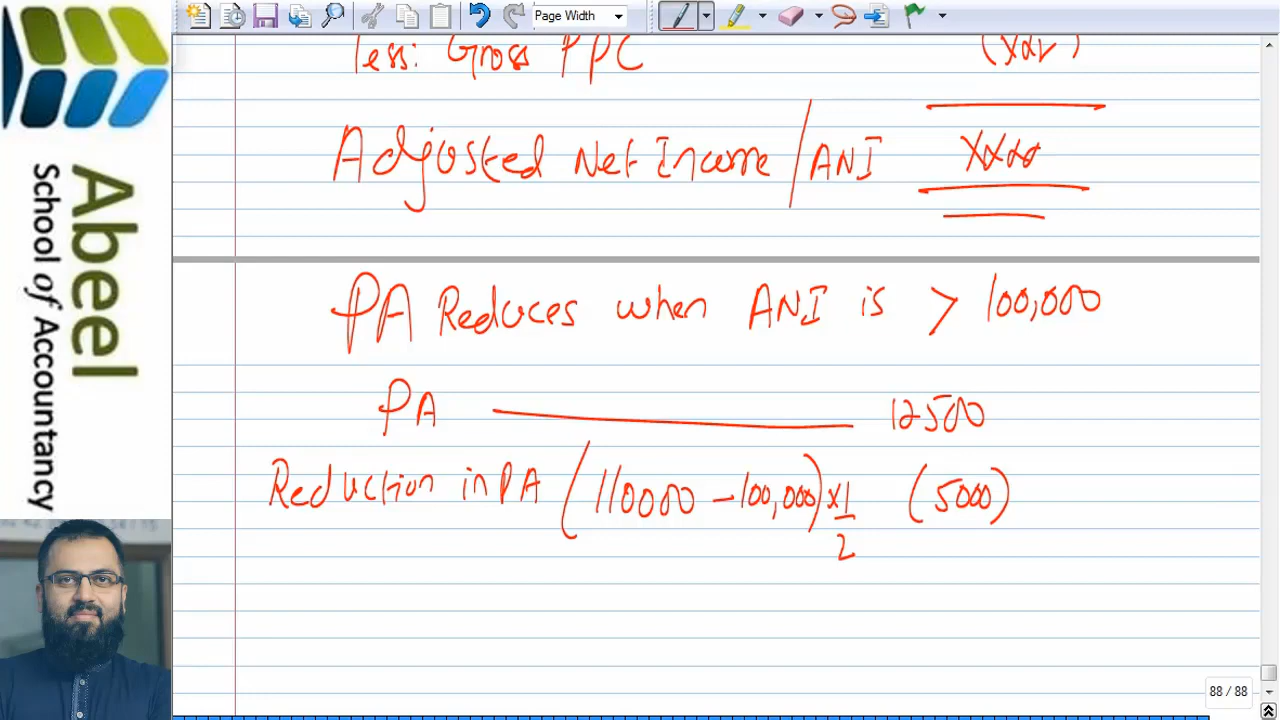 Page Width
less: Gross PPC (xxx)
Adjusted Net Income / ANI xxxx
PA Reduces when ANI is > 100,000
PA 12500
Reduction in PA (110000 - 100,000) x 1/2 (5000)
88 / 88
Abeel
School of Accountancy